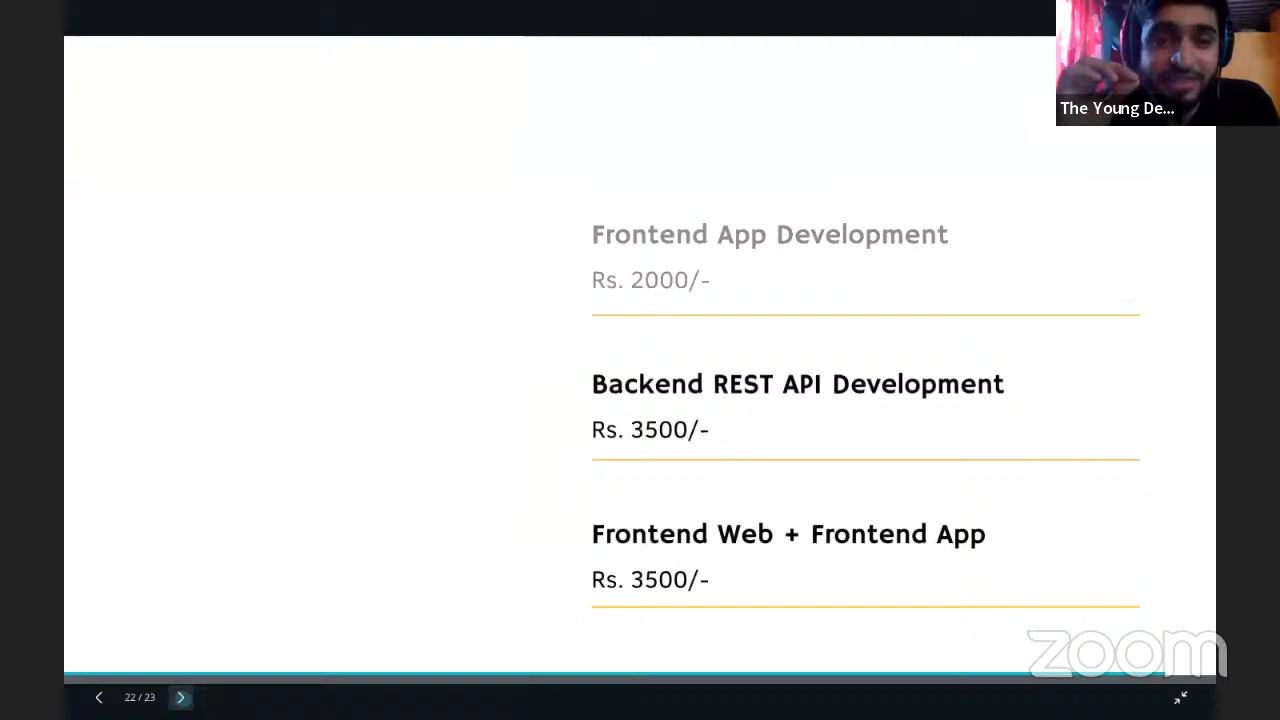 The Young De...
Frontend App Development
Rs. 2000/-
Backend REST API Development
Rs. 3500/-
Frontend Web + Frontend App
Rs. 3500/-
zoom
22 / 23